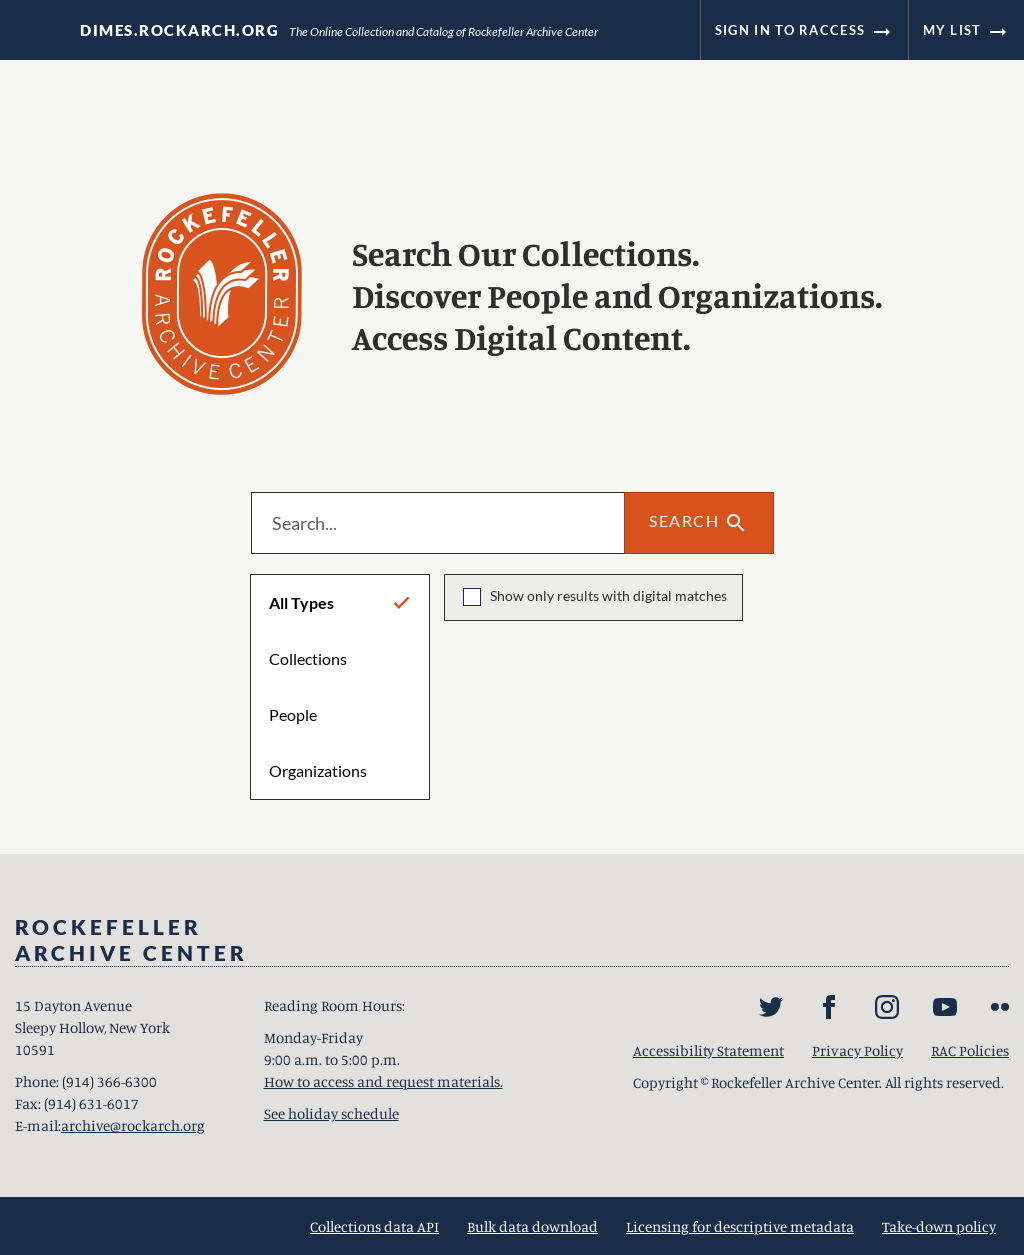 DIMES.ROCKARCH.ORG The Online Collection and Catalog of Rockefeller Archive Center
SIGN IN TO RACCESS
MY LIST
ROCKEFELLER
ARCHIVE CENTER
Search Our Collections.
Discover People and Organizations.
Access Digital Content.
Search...
SEARCH
All Types
Show only results with digital matches
Collections
People
Organizations
ROCKEFELLER
ARCHIVE CENTER
15 Dayton Avenue
Sleepy Hollow, New York
10591
Phone: (914) 366-6300
Fax: (914) 631-6017
E-mail:archive@rockarch.org
Reading Room Hours:
Monday-Friday
9:00 a.m. to 5:00 p.m.
How to access and request materials.
See holiday schedule
Accessibility Statement Privacy Policy RAC Policies
Copyright © Rockefeller Archive Center. All rights reserved.
Collections data API Bulk data download Licensing for descriptive metadata Take-down policy